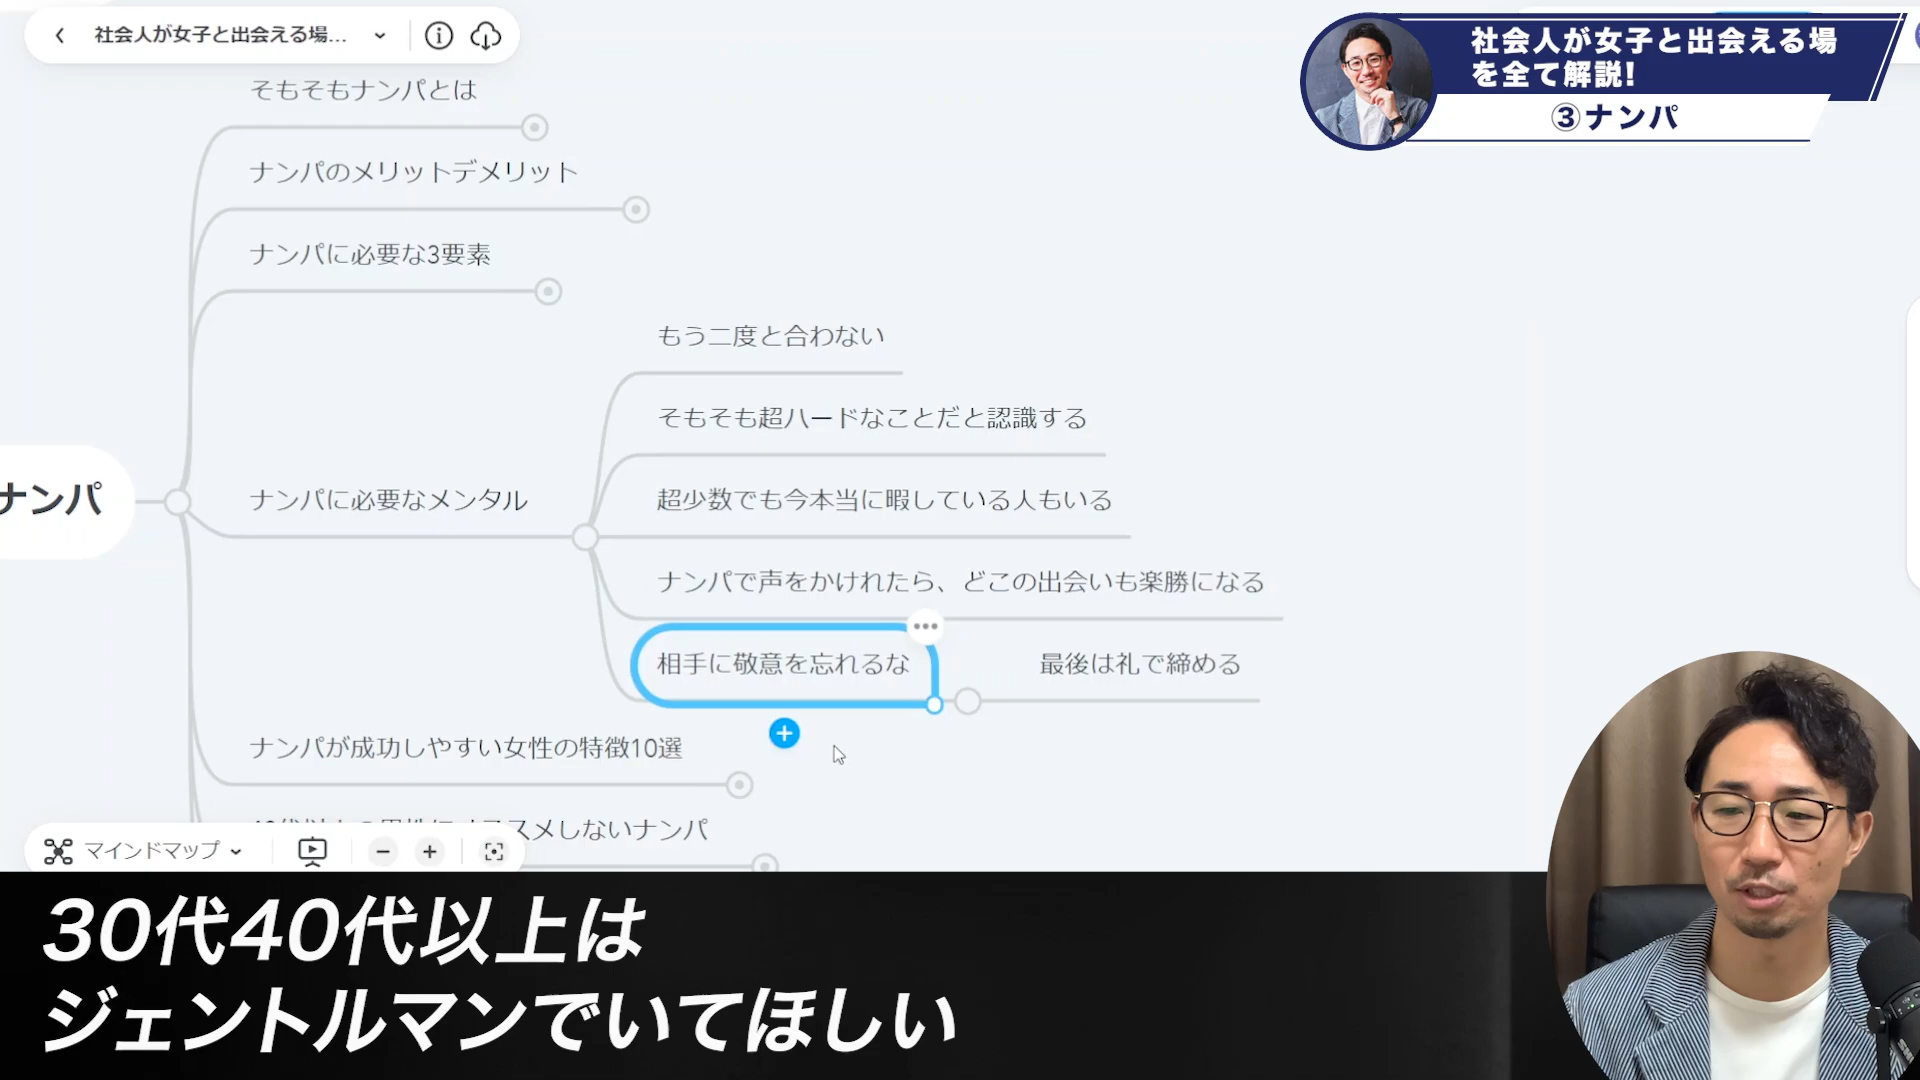 社会人が女子と出会える場...
社会人が女子と出会える場
を全て解説!
③ナンパ
そもそもナンパとは
ナンパのメリットデメリット
ナンパに必要な3要素
もう二度と合わない
そもそも超ハードなことだと認識する
ナンパ
ナンパに必要なメンタル
超少数でも今本当に暇している人もいる
ナンパで声をかけれたら、どこの出会いも楽勝になる
相手に敬意を忘れるな
最後は礼で締める
ナンパが成功しやすい女性の特徴10選
スメしないナンパ
マインドマップ
30代40代以上は
ジェントルマンでいてほしい